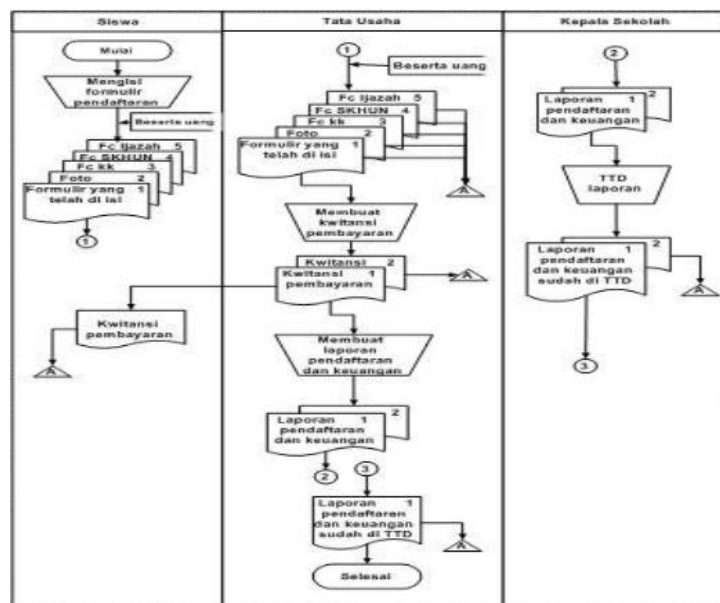 Siswa
Tata Usaha
Kepala Sekolah
Mulai
Mengisi
formulir
pendaftaran
Beserta uang
Fc Ijazah 5
Fc SKHUN 4
Fc kk 3
Foto 2
Formulir yang 1
telah di isi
1
Kwitansi
pembayaran
A
1
Beserta uang
Fc Ijazah 5
Fc SKHUN 4
Fc kk 3
Foto 2
Formulir yang 1
telah di isi
A
Membuat
kwitansi
pembayaran
Kwitansi 2
Kwitansi 1
pembayaran
A
Membuat
laporan
pendaftaran
dan keuangan
2
Laporan 1
pendaftaran
dan keuangan
2
3
Laporan 1
pendaftaran
dan keuangan
sudah di TTD
A
Selesai
2
2
Laporan 1
pendaftaran
dan keuangan
TTD
laporan
2
Laporan 1
pendaftaran
dan keuangan
sudah di TTD
A
3